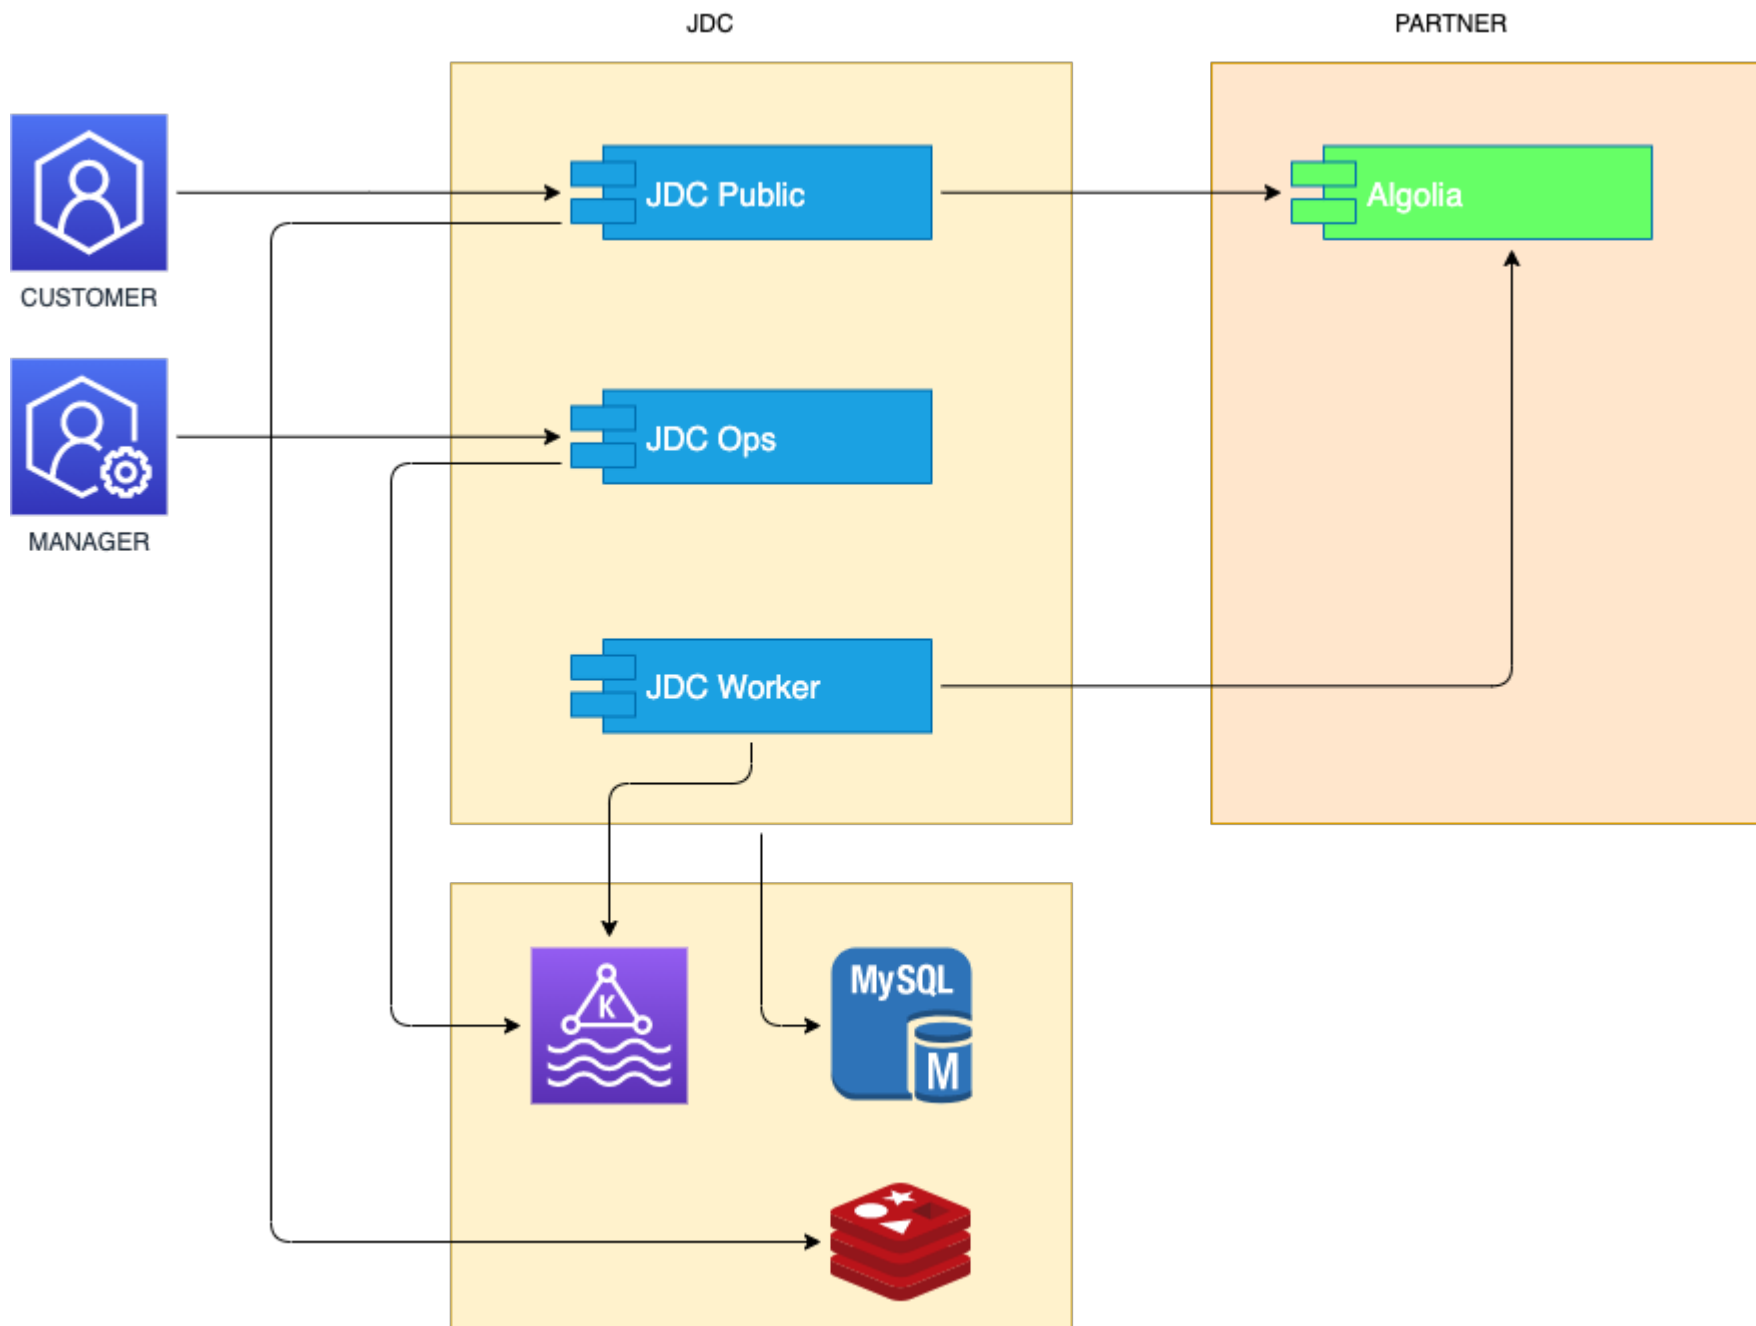 JDC
PARTNER
JDC Public
Algolia
CUSTOMER
JDC Ops
MANAGER
JDC Worker
K
MySQL
M